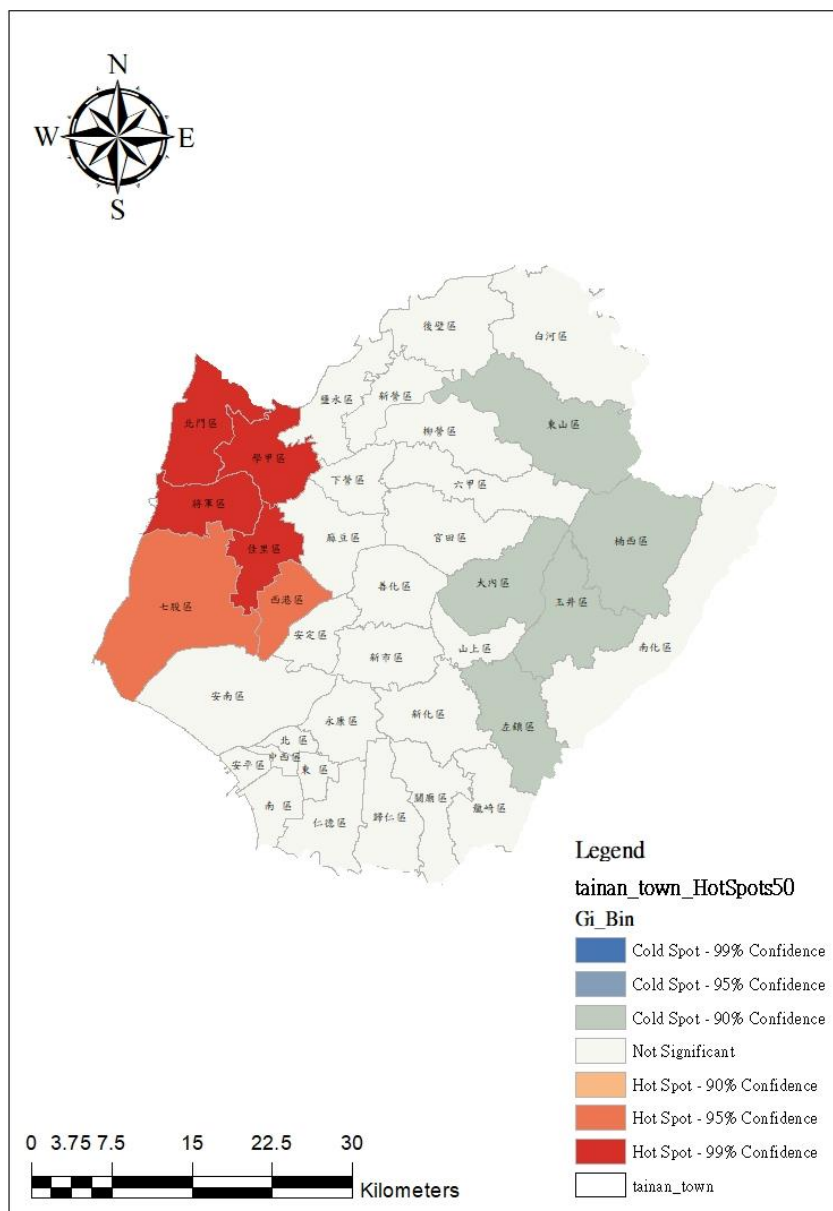 N
W E
S
後壁區
白河區
鹽水區
新營區
東山區
北門區
學甲區
柳營區
下營區
六甲區
將軍區
麻豆區
官田區
楠西區
佳里區
大內區
善化區
七股區
西港區
玉井區
安定區
山上區
南化區
新市區
安南區
永康區
新化區
左鎮區
北 區
中西區
安平區
東 區
南 區
仁德區
歸仁區
關廟區
龍崎區
Legend
tainan_town_HotSpots50
Gi_Bin
Cold Spot - 99% Confidence
Cold Spot - 95% Confidence
Cold Spot - 90% Confidence
Not Significant
Hot Spot - 90% Confidence
Hot Spot - 95% Confidence
Hot Spot - 99% Confidence
tainan_town
0 3.75 7.5 15 22.5 30
Kilometers